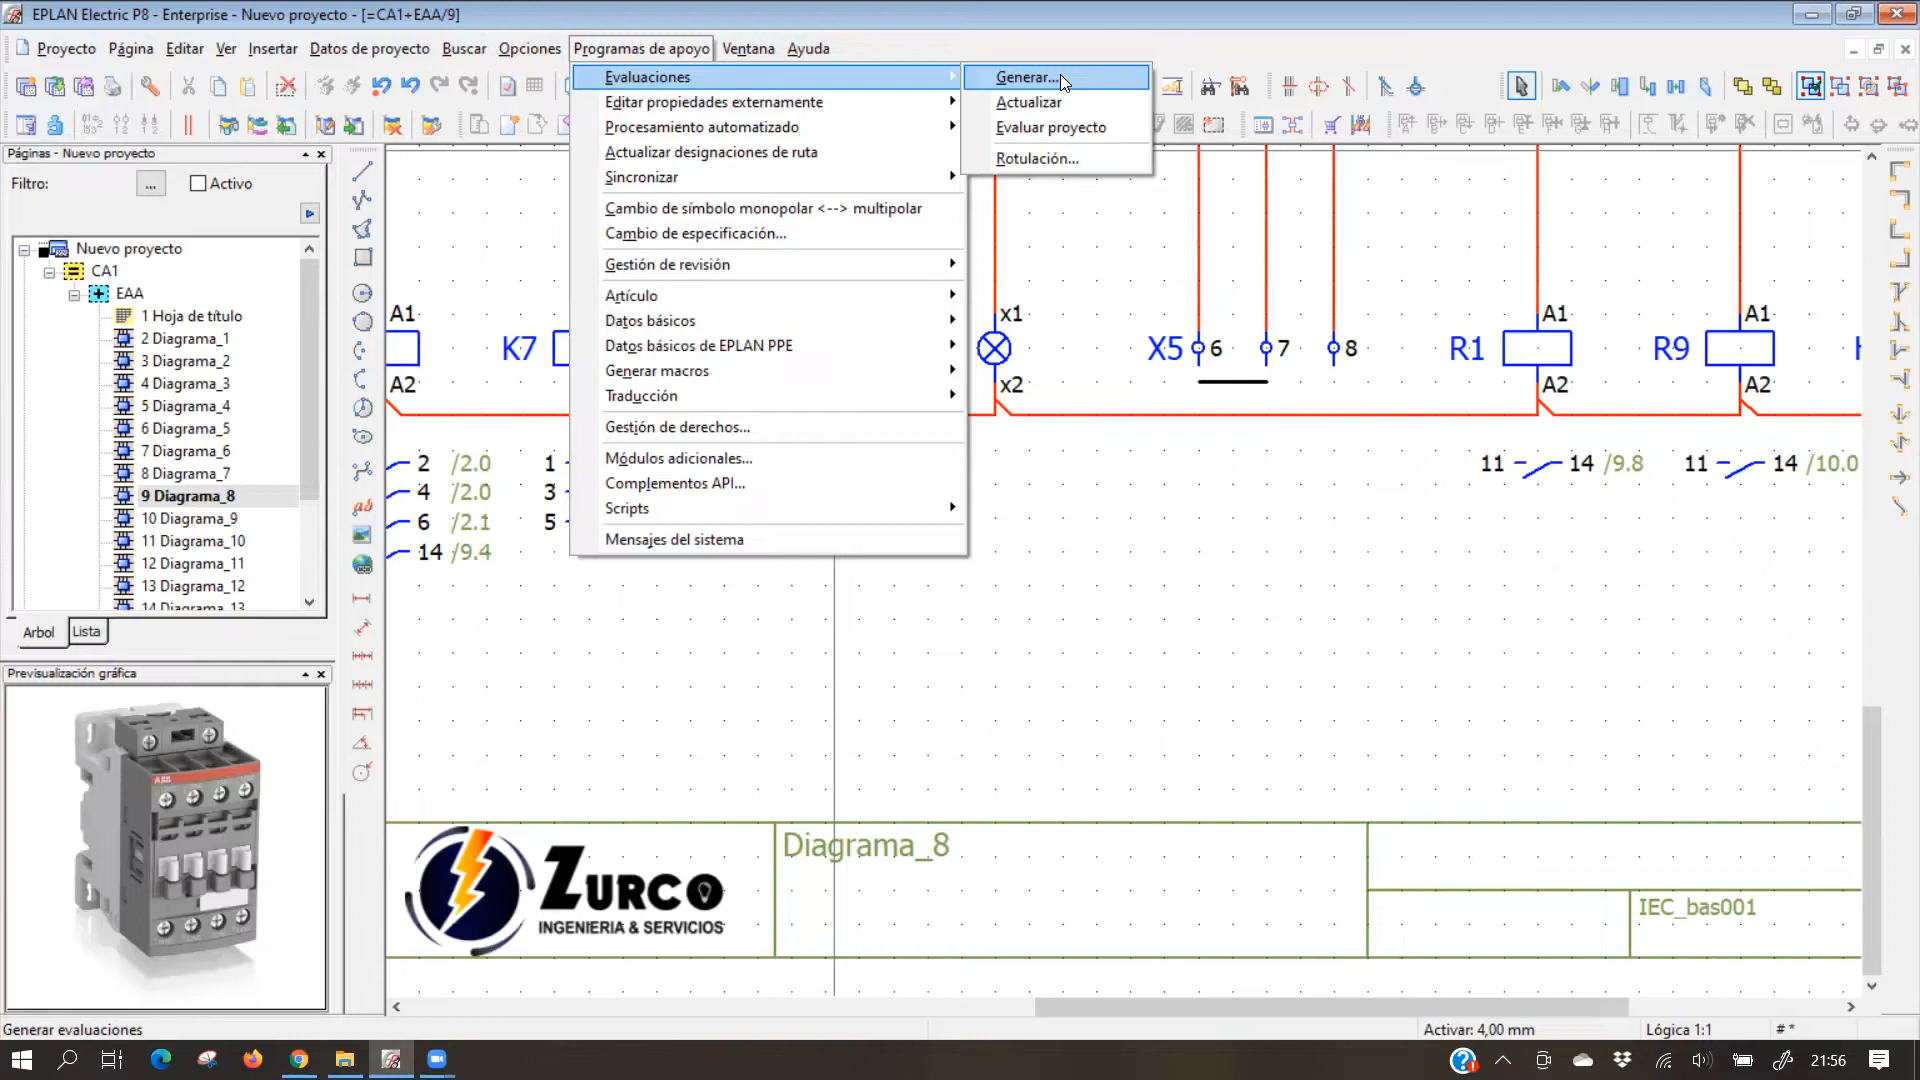 EPLAN Electric P8 - Enterprise - Nuevo proyecto - [=CA1+EAA/9]
Proyecto Página Editar Ver Insertar Datos de proyecto Buscar Opciones Programas de apoyo Ventana Ayuda
Evaluaciones
Editar propiedades externamente
Procesamiento automatizado
Actualizar designaciones de ruta
Sincronizar
Cambio de símbolo monopolar <--> multipolar
Cambio de especificación...
Gestión de revisión
Artículo
Datos básicos
Datos básicos de EPLAN PPE
Generar macros
Traducción
Gestión de derechos...
Módulos adicionales...
Complementos API...
Scripts
Mensajes del sistema
Generar...
Actualizar
Evaluar proyecto
Rotulación...
Páginas - Nuevo proyecto
Filtro:
...
Activo
Nuevo proyecto
CA1
EAA
1 Hoja de título
2 Diagrama_1
3 Diagrama_2
4 Diagrama_3
5 Diagrama_4
6 Diagrama_5
7 Diagrama_6
8 Diagrama_7
9 Diagrama_8
10 Diagrama_9
11 Diagrama_10
12 Diagrama_11
13 Diagrama_12
14 Diagrama_13
Arbol Lista
Previsualización gráfica
ABB
A1 x1 A1 A1
K7 X5 6 7 8 R1 R9
A2 x2 A2 A2
2 /2.0 1 11 14 /9.8 11 14 /10.0
4 /2.0 3
6 /2.1 5
14 /9.4
ZURCO
INGENIERIA & SERVICIOS
Diagrama_8
IEC_bas001
Generar evaluaciones
Activar: 4,00 mm Lógica 1:1 # *
21:56